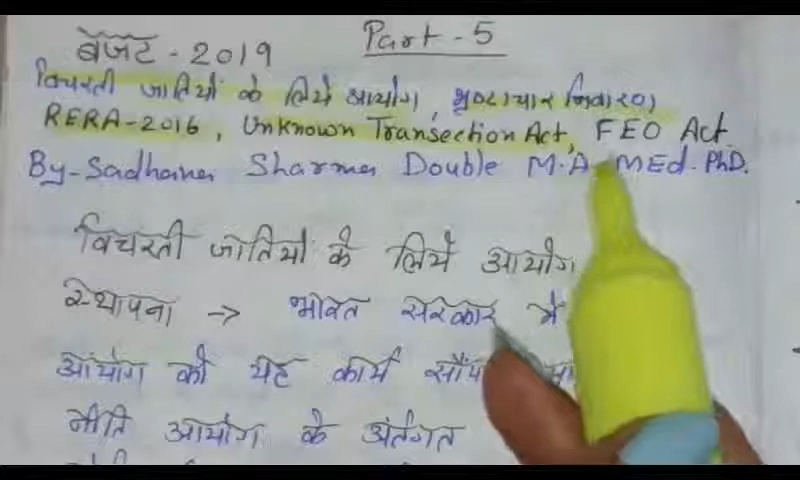 बजट - 2019
Part - 5
विचरती जातियों के लिये आयोग, भ्रष्टाचार निवारण
RERA-2016, Unknown Transection Act, FEO Act.
By-Sadhana Sharma Double M.A MEd. PhD.
विचरती जातियों के लिये आयोग
स्थापना → भारत सरकार ने
आयोग को यह कार्य सौंपा
नीति आयोग के अंतर्गत